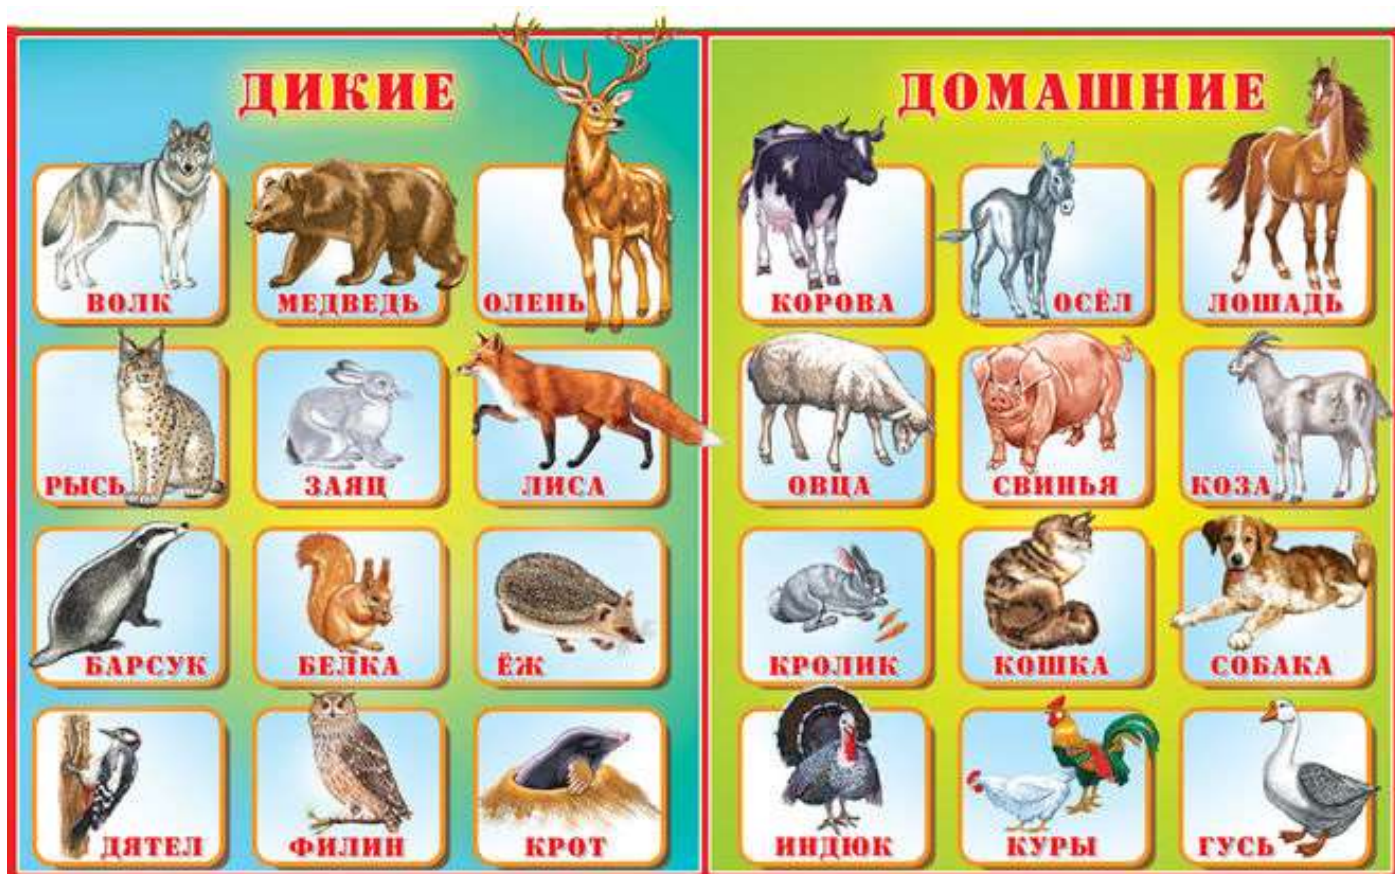 ДИКИЕ
ВОЛК
МЕДВЕДЬ
ОЛЕНЬ
РЫСЬ
ЗАЯЦ
ЛИСА
БАРСУК
БЕЛКА
ЁЖ
ДЯТЕЛ
ФИЛИН
КРОТ
ДОМАШНИЕ
КОРОВА
ОСЁЛ
ЛОШАДЬ
ОВЦА
СВИНЬЯ
КОЗА
КРОЛИК
КОШКА
СОБАКА
ИНДЮК
КУРЫ
ГУСЬ